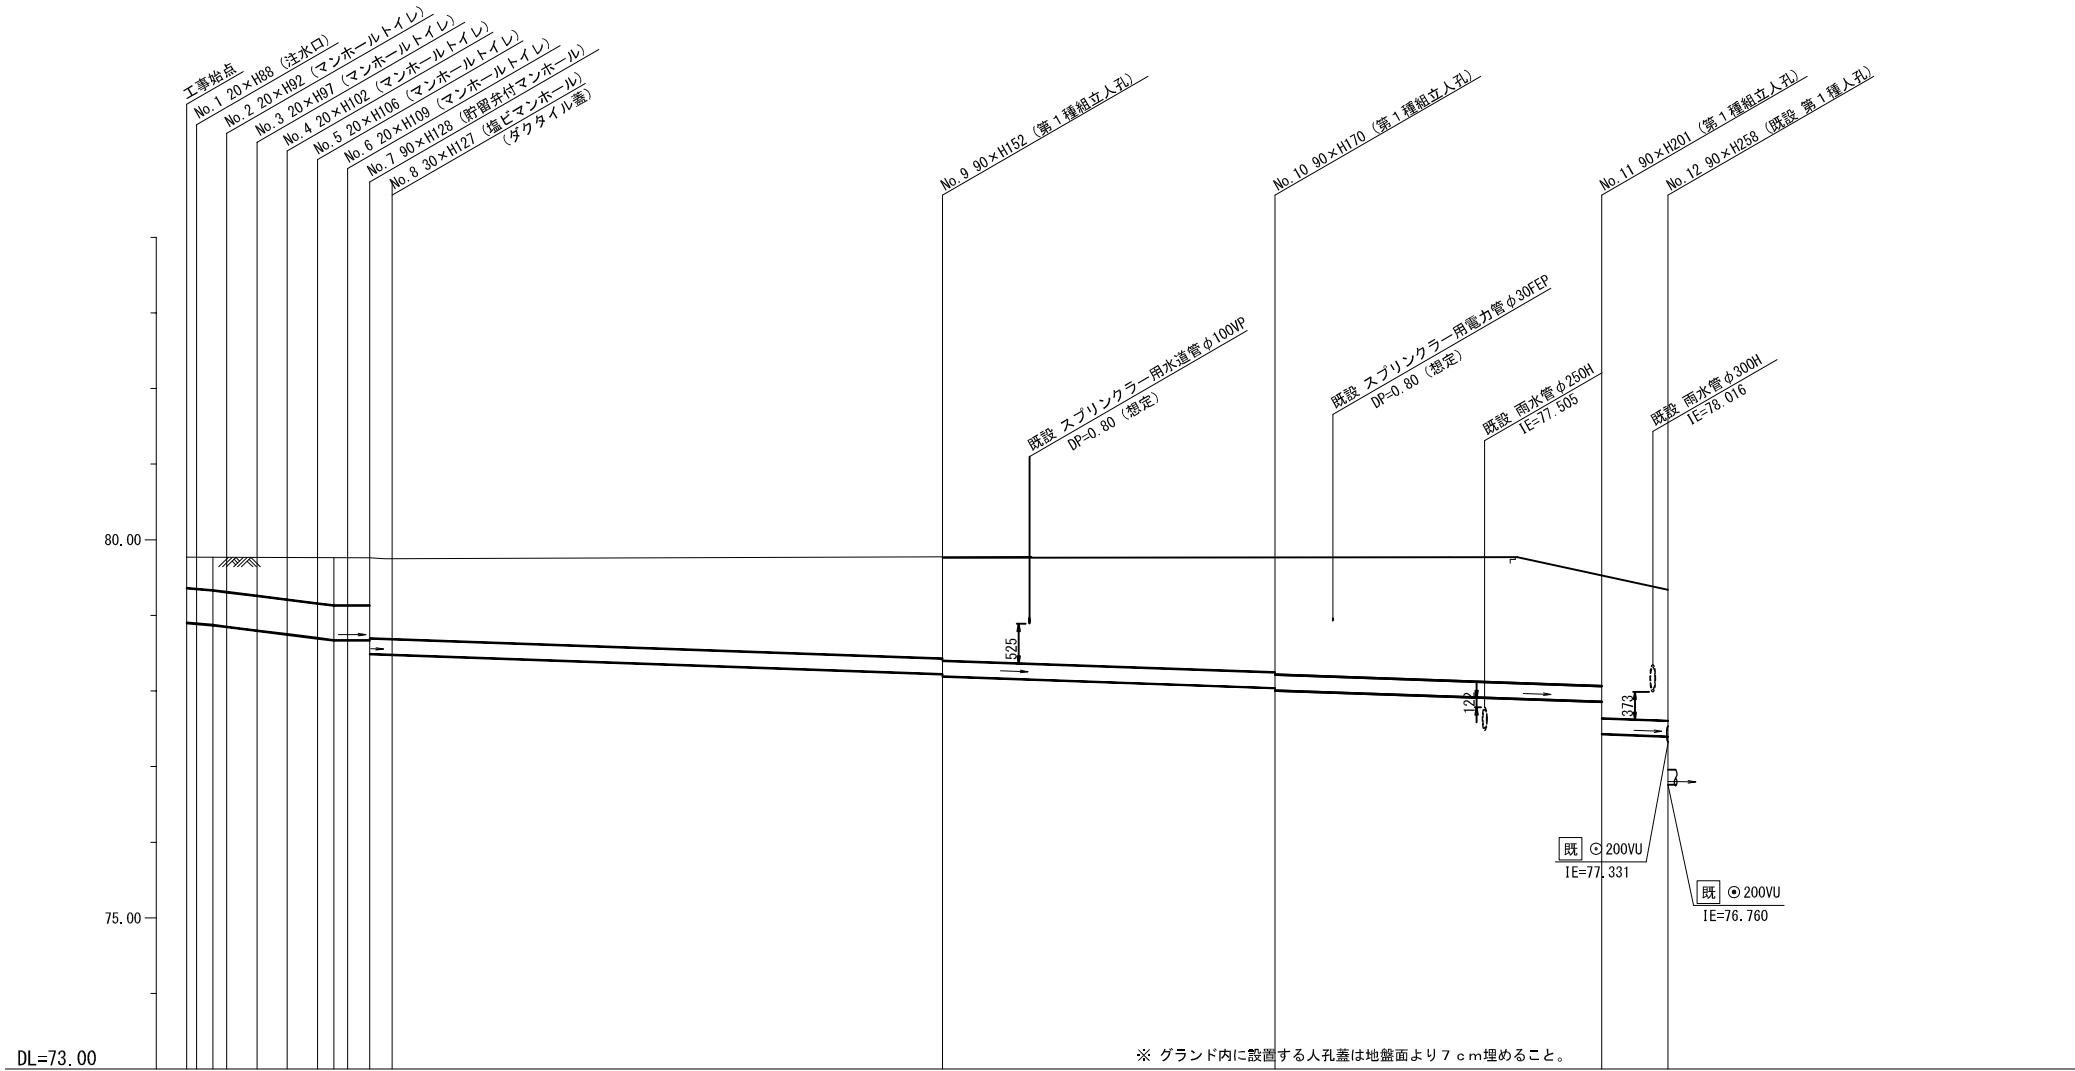 工事始点
No.1 20×H88 (注水口)
No.2 20×H92 (マンホールトイレ)
No.3 20×H97 (マンホールトイレ)
No.4 20×H102 (マンホールトイレ)
No.5 20×H106 (マンホールトイレ)
No.6 20×H109 (マンホールトイレ)
No.7 90×H128 (貯留弁付マンホール)
No.8 30×H127 (塩ビマンホール)
(ダクタイル蓋)
No.9 90×H152 (第1種組立人孔)
No.10 90×H170 (第1種組立人孔)
No.11 90×H201 (第1種組立人孔)
No.12 90×H258 (既設 第1種人孔)
既設 スプリンクラー用水道管φ100VP
DP=0.80 (想定)
既設 スプリンクラー用電力管φ30FEP
DP=0.80 (想定)
既設 雨水管φ250H
IE=77.505
既設 雨水管φ300H
IE=78.016
80.00
525
122
373
既 ⊙200VU
IE=77.331
既 ⊙200VU
IE=76.760
75.00
※ グランド内に設置する人孔蓋は地盤面より7cm埋めること。
DL=73.00